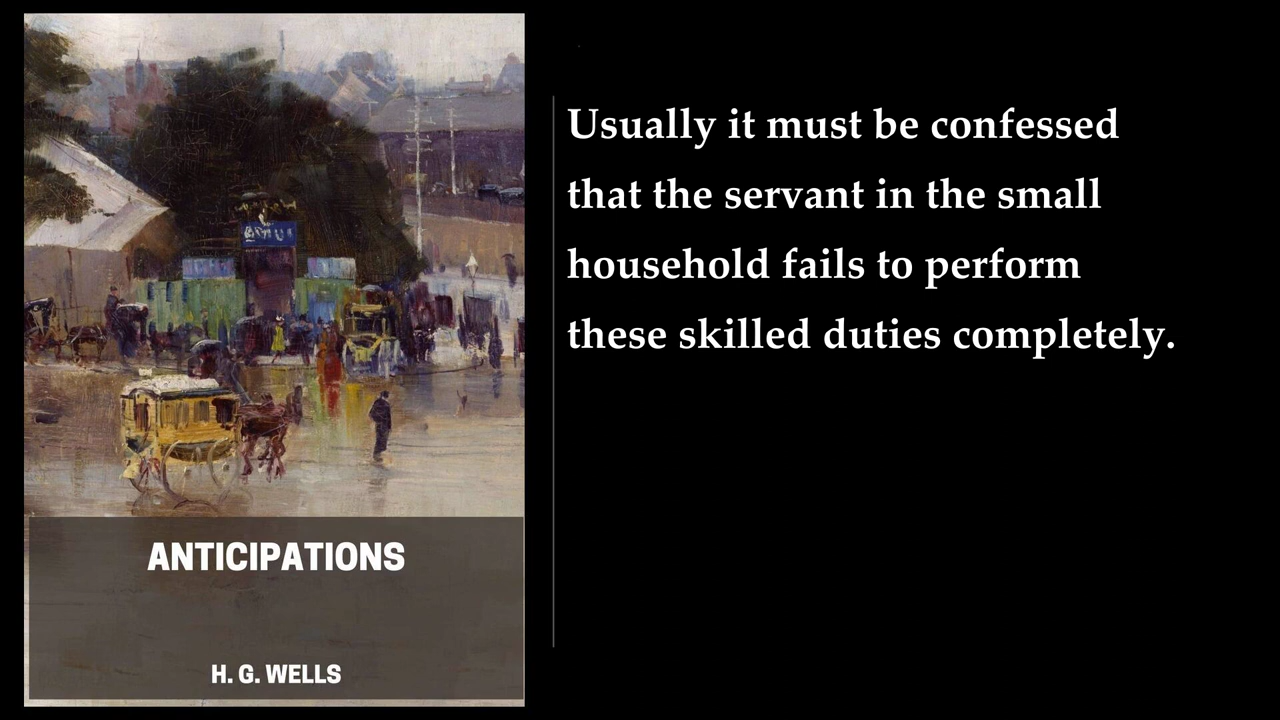 Usually it must be confessed
that the servant in the small
household fails to perform
these skilled duties completely.
ANTICIPATIONS
H. G. WELLS